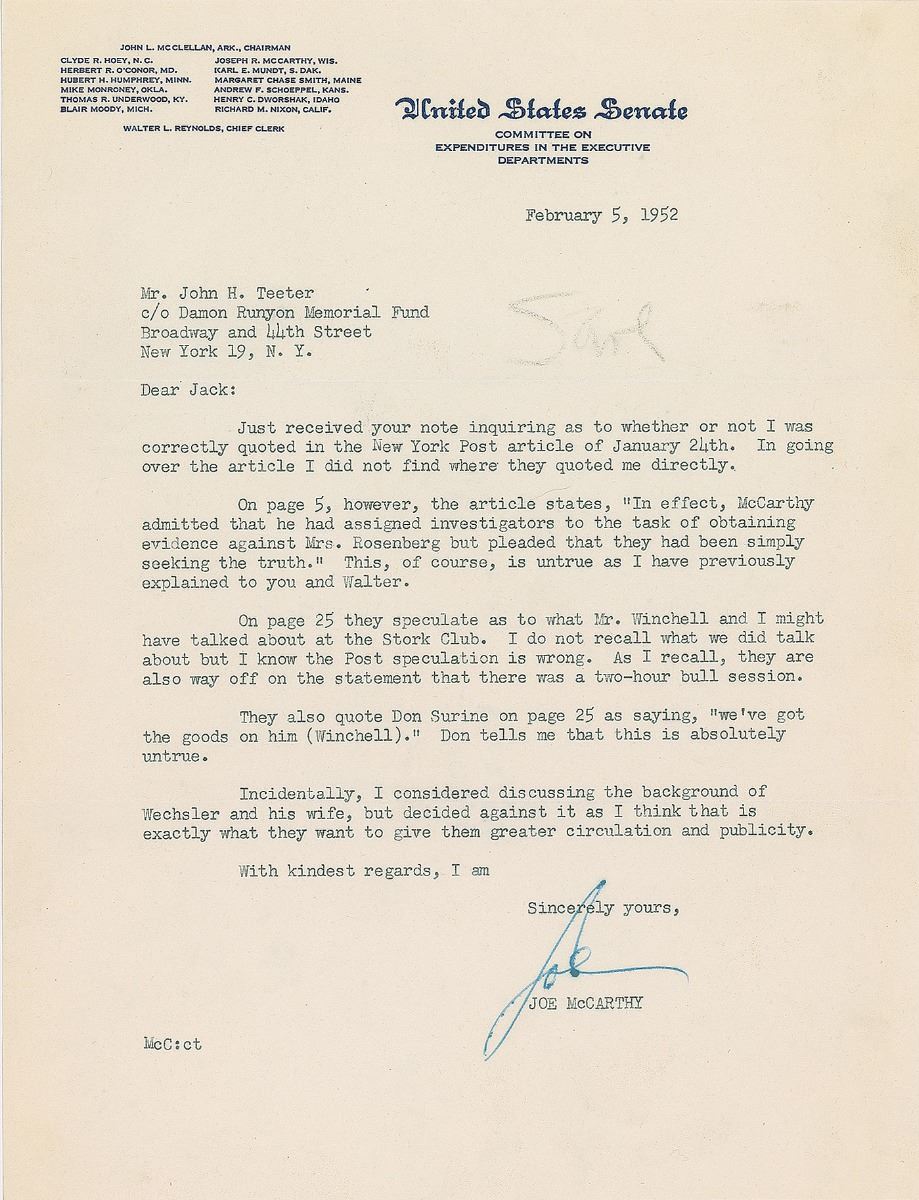 JOHN L. MCCLELLAN, ARK., CHAIRMAN
CLYDE R. HOEY, N. C.
HERBERT R. O'CONOR, MD.
HUBERT H. HUMPHREY, MINN.
MIKE MONRONEY, OKLA.
THOMAS R. UNDERWOOD, KY.
BLAIR MOODY, MICH.
JOSEPH R. MCCARTHY, WIS.
KARL E. MUNDT, S. DAK.
MARGARET CHASE SMITH, MAINE
ANDREW F. SCHOEPPEL, KANS.
HENRY C. DWORSHAK, IDAHO
RICHARD M. NIXON, CALIF.
WALTER L. REYNOLDS, CHIEF CLERK
United States Senate
COMMITTEE ON
EXPENDITURES IN THE EXECUTIVE
DEPARTMENTS
February 5, 1952
Mr. John H. Teeter
c/o Damon Runyon Memorial Fund
Broadway and 44th Street
New York 19, N. Y.
Save
Dear Jack:
Just received your note inquiring as to whether or not I was
correctly quoted in the New York Post article of January 24th. In going
over the article I did not find where they quoted me directly.
On page 5, however, the article states, "In effect, McCarthy
admitted that he had assigned investigators to the task of obtaining
evidence against Mrs. Rosenberg but pleaded that they had been simply
seeking the truth." This, of course, is untrue as I have previously
explained to you and Walter.
On page 25 they speculate as to what Mr. Winchell and I might
have talked about at the Stork Club. I do not recall what we did talk
about but I know the Post speculation is wrong. As I recall, they are
also way off on the statement that there was a two-hour bull session.
They also quote Don Surine on page 25 as saying, "we've got
the goods on him (Winchell)." Don tells me that this is absolutely
untrue.
Incidentally, I considered discussing the background of
Wechsler and his wife, but decided against it as I think that is
exactly what they want to give them greater circulation and publicity.
With kindest regards, I am
Sincerely yours,
Joe
JOE McCARTHY
McC:ct